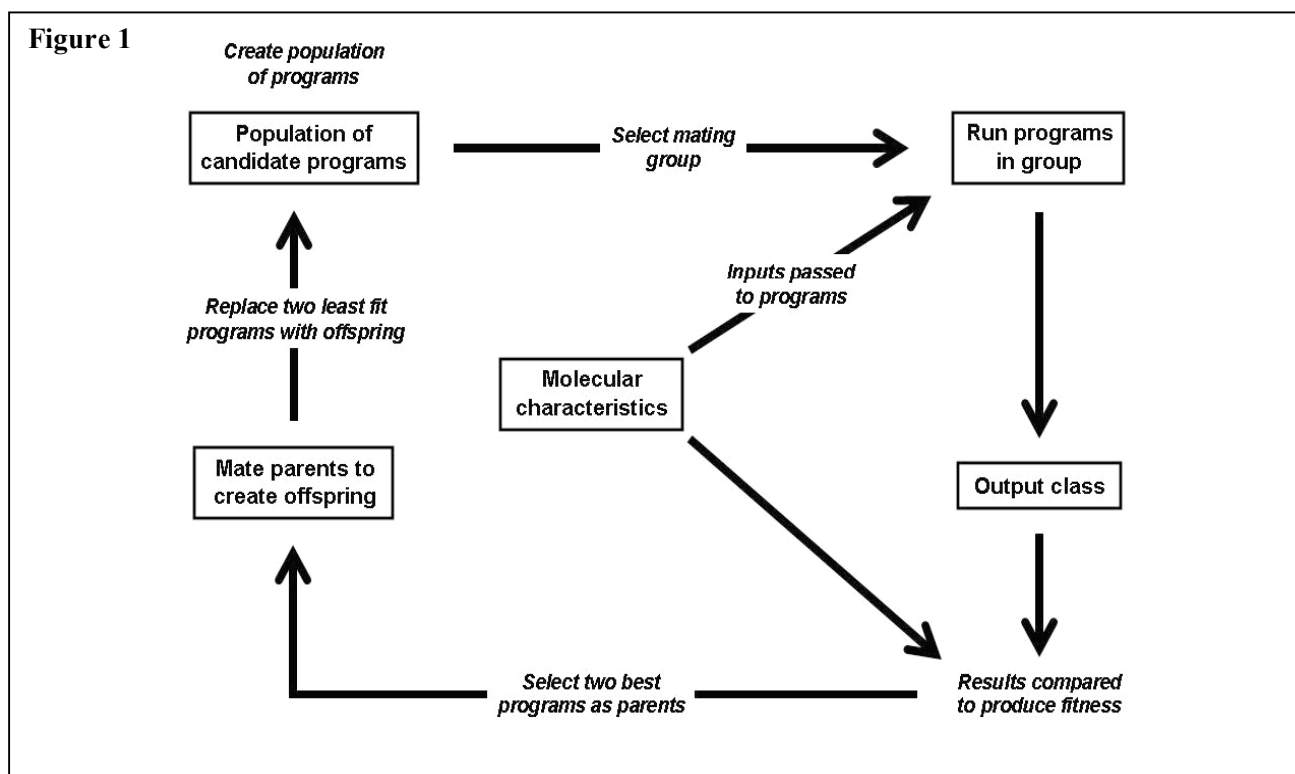 Figure 1
Create population
of programs
Population of
candidate programs
Select mating
group
Run programs
in group
Inputs passed
to programs
Replace two least fit
programs with offspring
Molecular
characteristics
Mate parents to
create offspring
Output class
Select two best
programs as parents
Results compared
to produce fitness